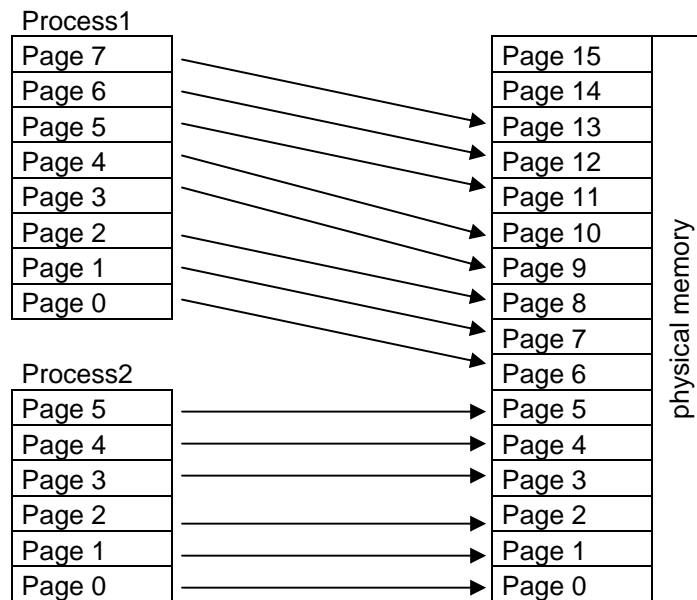 Process1
Page 7
Page 6
Page 5
Page 4
Page 3
Page 2
Page 1
Page 0
Process2
Page 5
Page 4
Page 3
Page 2
Page 1
Page 0
Page 15
Page 14
Page 13
Page 12
Page 11
Page 10
Page 9
Page 8
Page 7
Page 6
Page 5
Page 4
Page 3
Page 2
Page 1
Page 0
physical memory